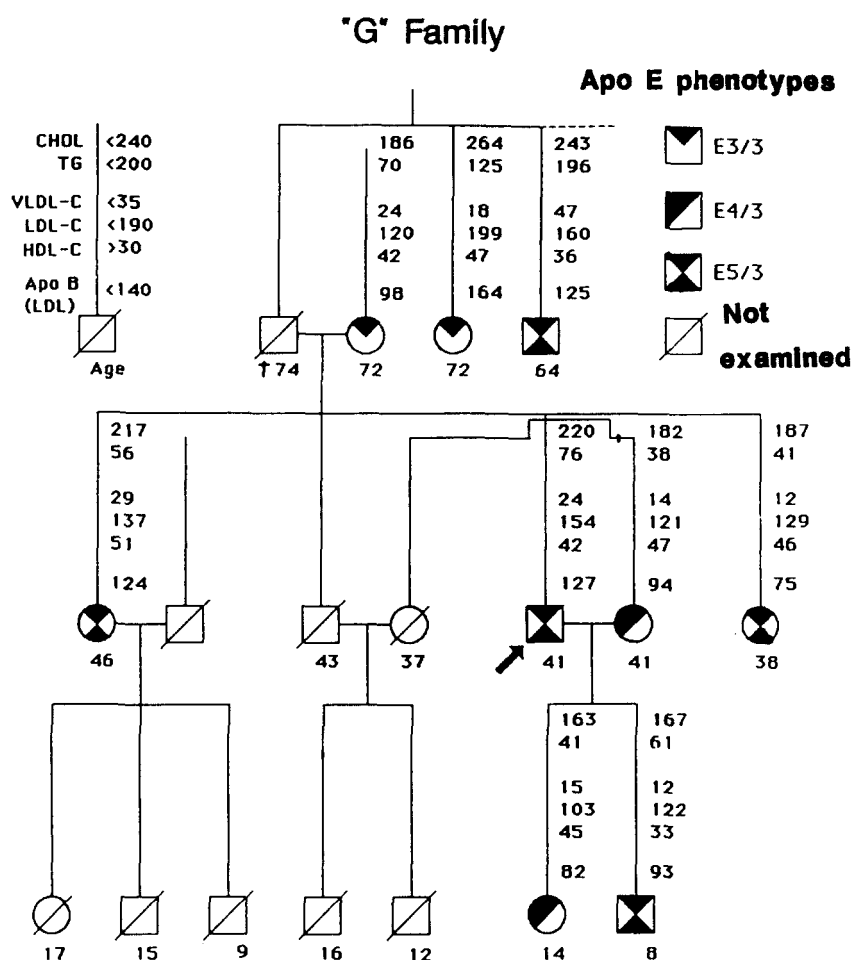 "G" Family
Apo E phenotypes
E3/3
E4/3
E5/3
Not
examined
CHOL <240
TG <200
VLDL-C <35
LDL-C <190
HDL-C >30
Apo B <140
(LDL)
Age
186 264 243
70 125 196
24 18 47
120 199 160
42 47 36
98 164 125
†74 72 72 64
217 220 182 187
56 76 38 41
29 24 14 12
137 154 121 129
51 42 47 46
124 127 94 75
46 43 37 41 41 38
163 167
41 61
15 12
103 122
45 33
82 93
17 15 9 16 12 14 8